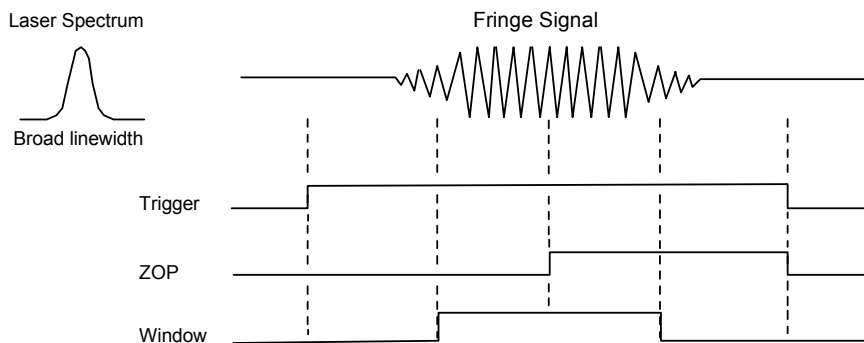 Laser Spectrum
Fringe Signal
Broad linewidth
Trigger
ZOP
Window